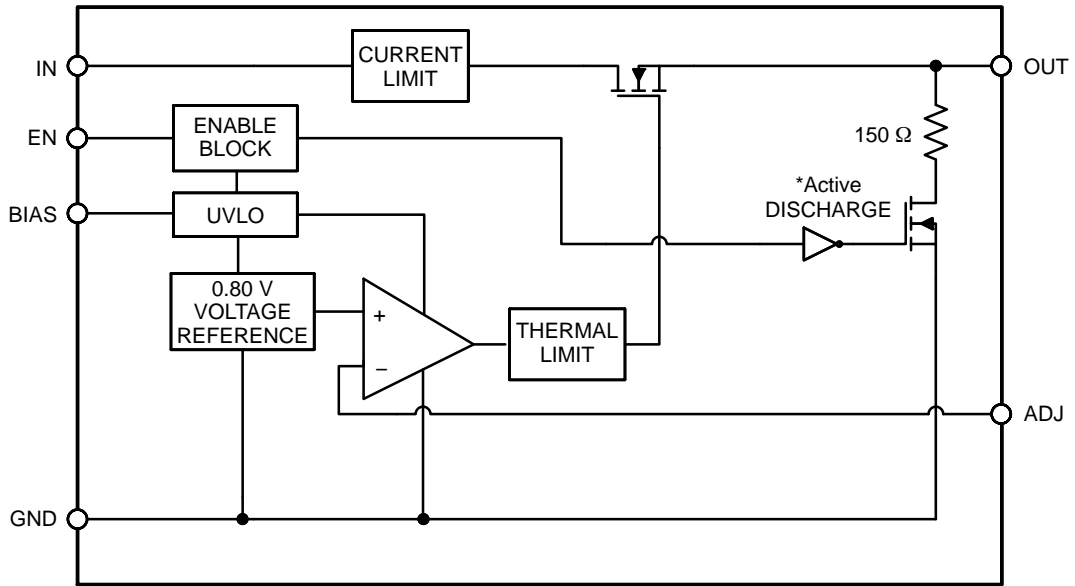 IN
CURRENT
LIMIT
OUT
EN
ENABLE
BLOCK
150 Ω
*Active
DISCHARGE
BIAS
UVLO
0.80 V
VOLTAGE
REFERENCE
+
−
THERMAL
LIMIT
ADJ
GND